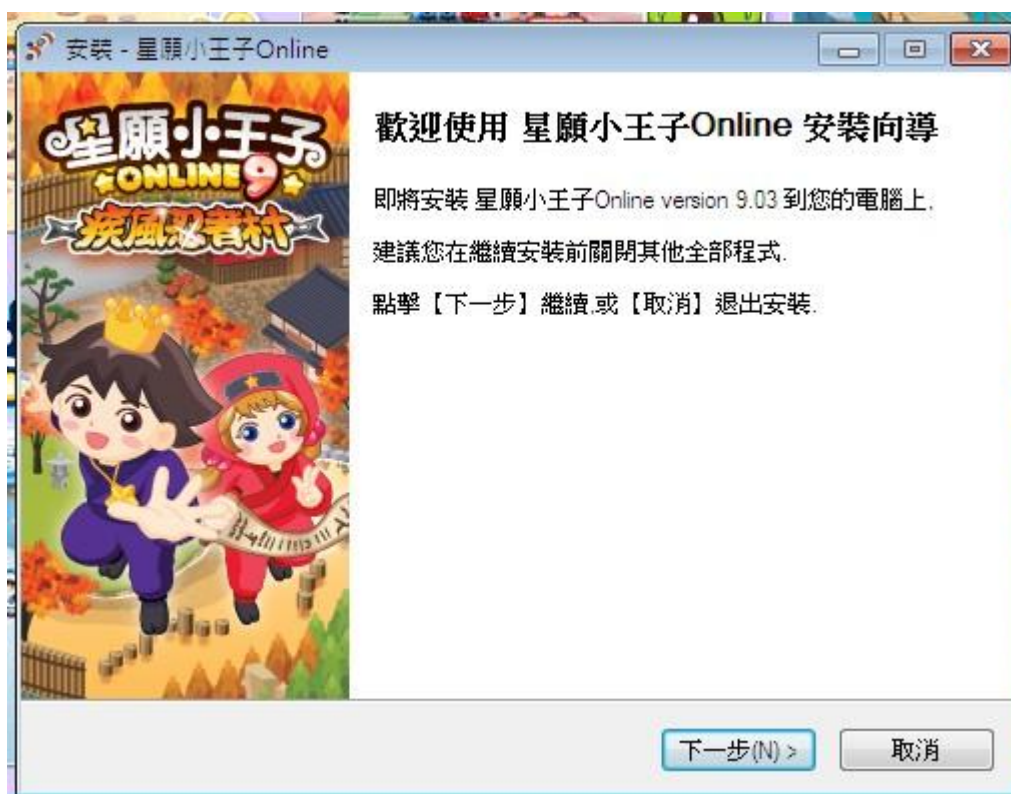 安裝 - 星願小王子Online
星願小王子
ONLINE 9
疾風忍者村
歡迎使用 星願小王子Online 安裝向導
即將安裝 星願小王子Online version 9.03 到您的電腦上.
建議您在繼續安裝前關閉其他全部程式.
點擊【下一步】繼續,或【取消】退出安裝.
下一步(N) >
取消